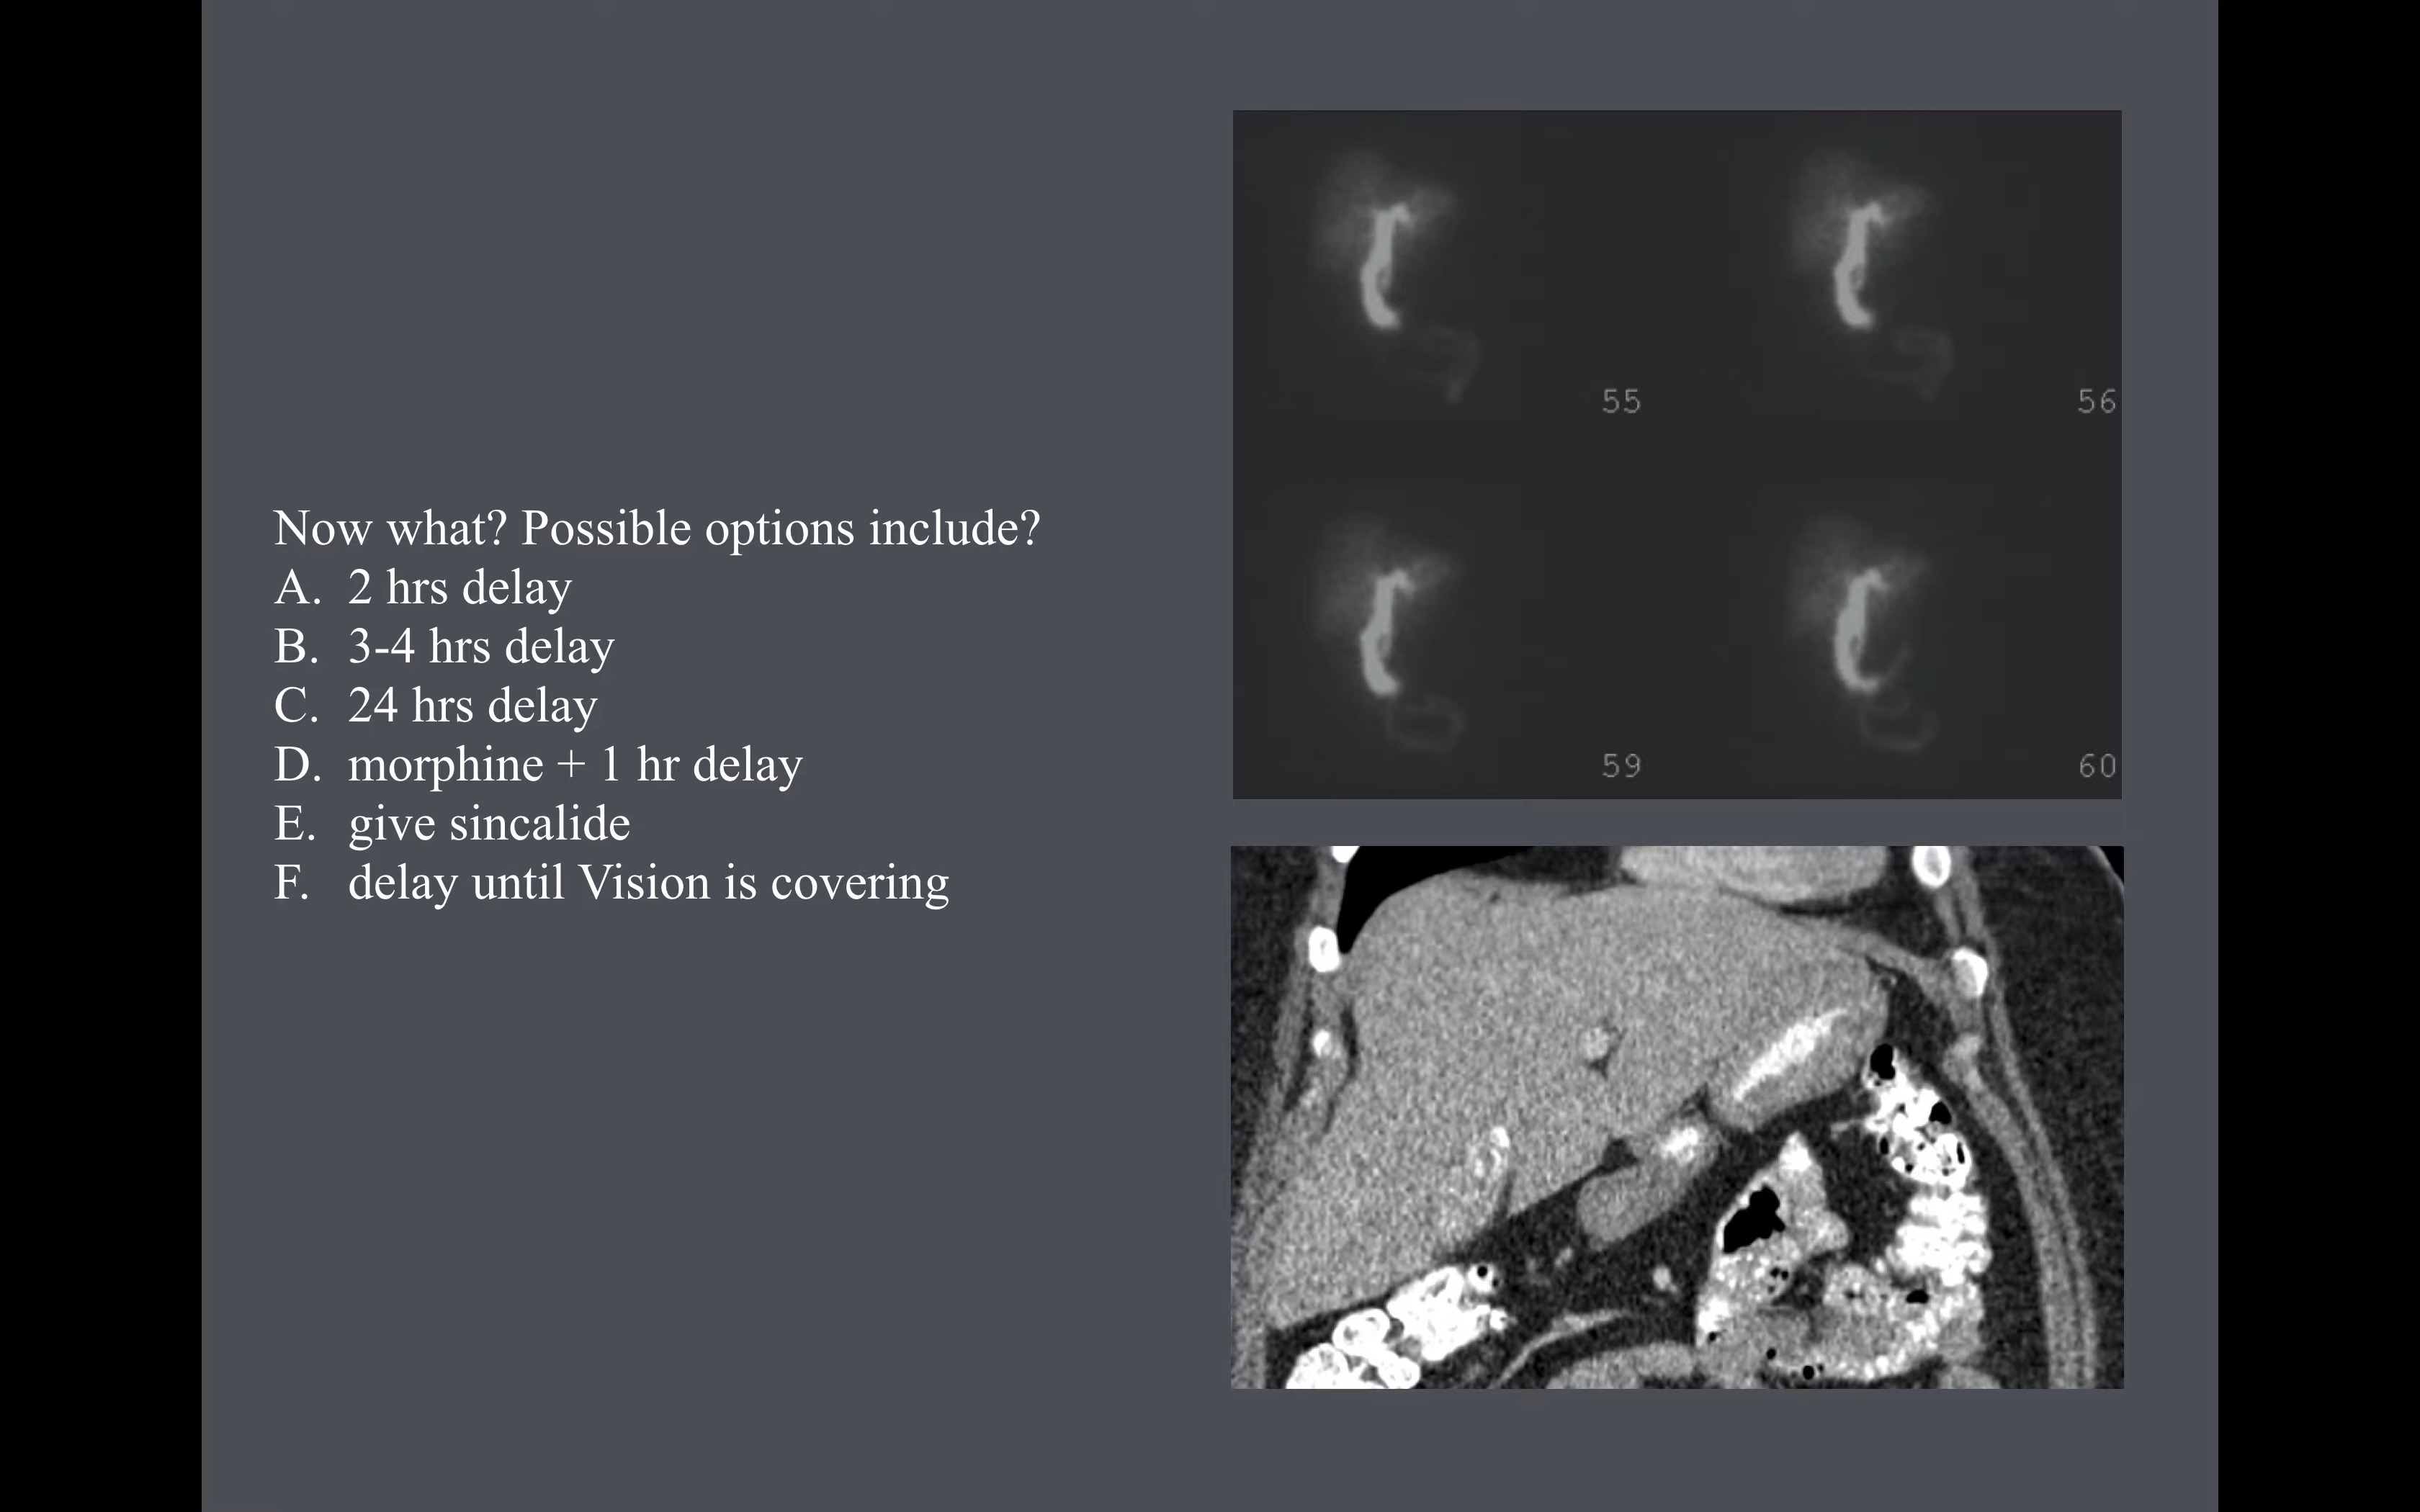 Now what? Possible options include?
A. 2 hrs delay
B. 3-4 hrs delay
C. 24 hrs delay
D. morphine + 1 hr delay
E. give sincalide
F. delay until Vision is covering
55
56
59
60